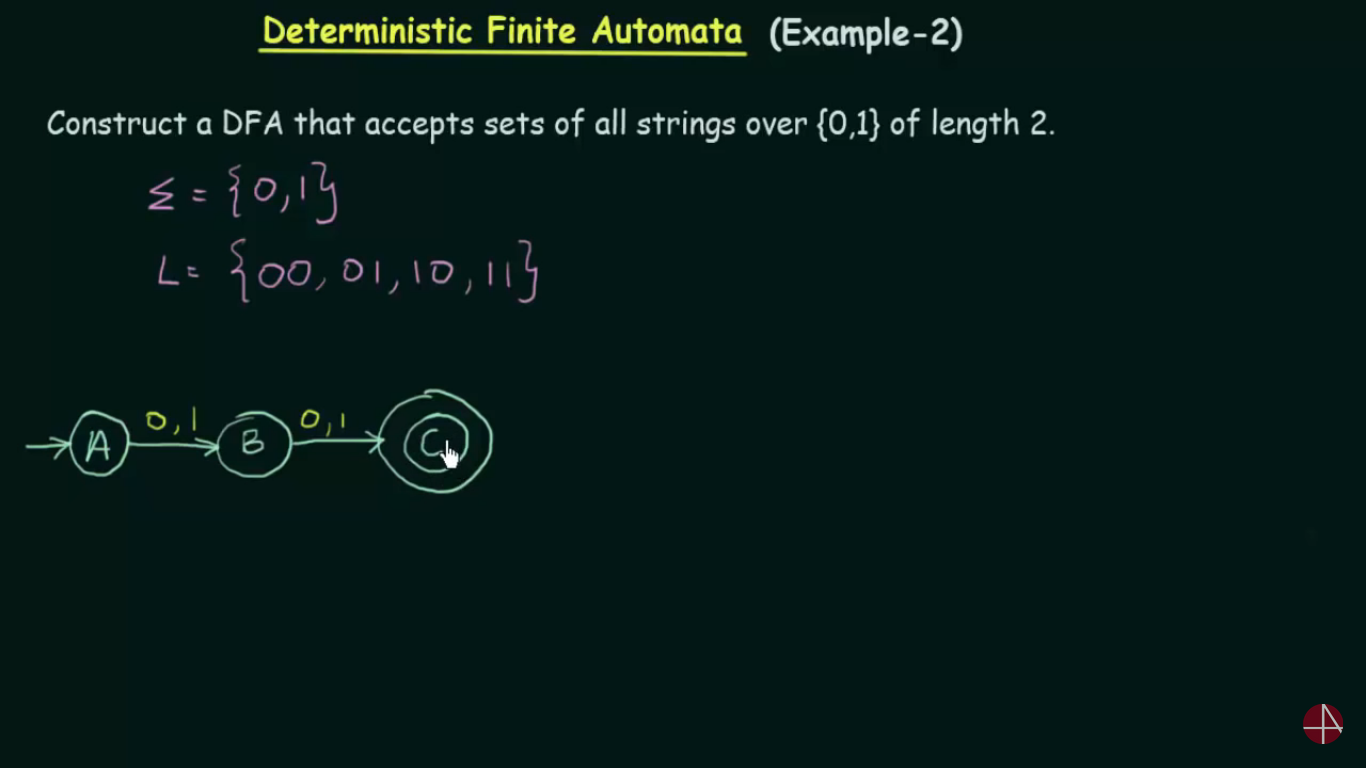 Deterministic Finite Automata (Example-2)
Construct a DFA that accepts sets of all strings over {0,1} of length 2.
Σ = {0,1}
L = {00, 01, 10, 11}
0,1 0,1
A B C